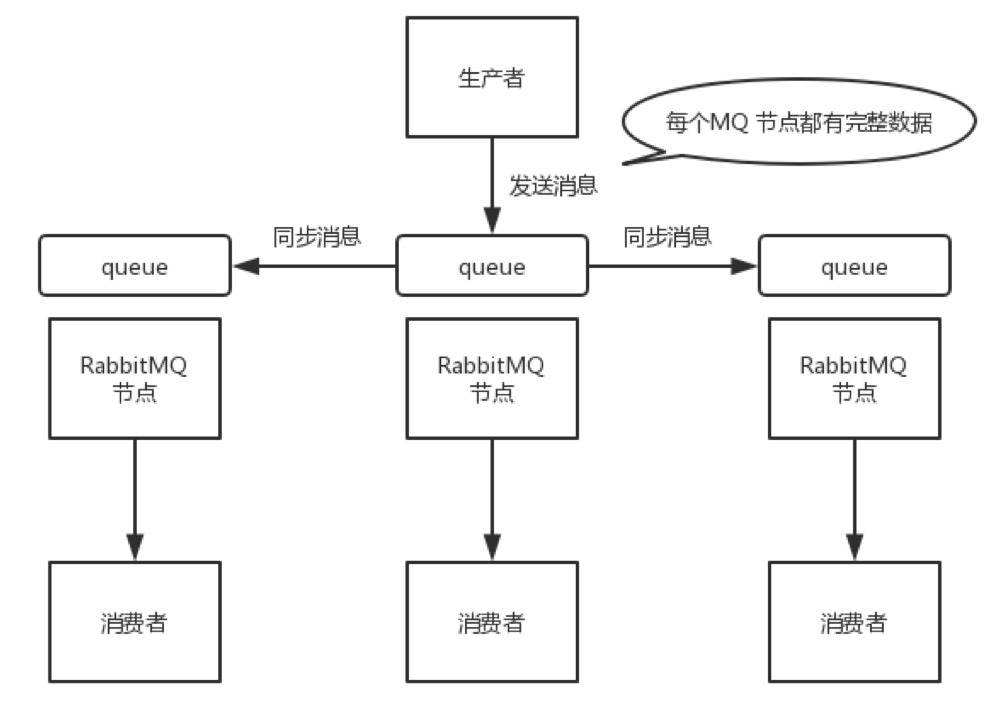 生产者
每个MQ 节点都有完整数据
发送消息
同步消息
同步消息
queue
queue
queue
RabbitMQ
节点
RabbitMQ
节点
RabbitMQ
节点
消费者
消费者
消费者